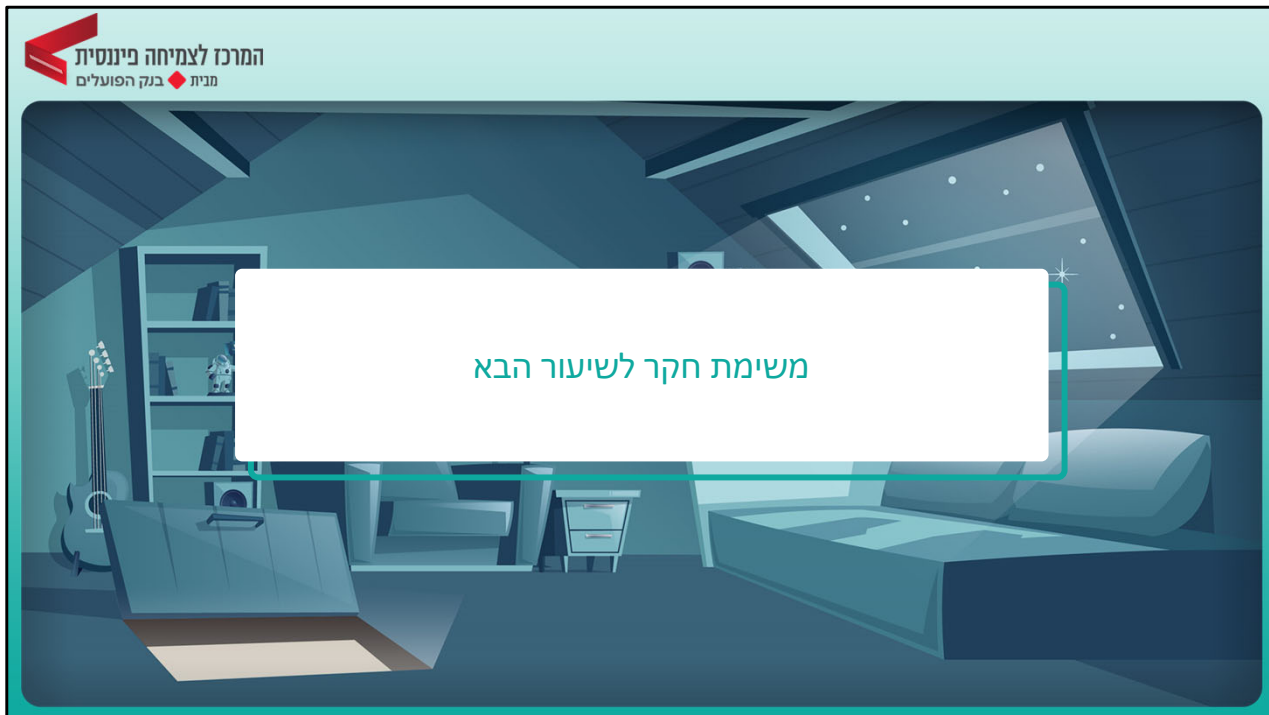 המרכז לצמיחה פיננסית
מבית בנק הפועלים
משימת חקר לשיעור הבא